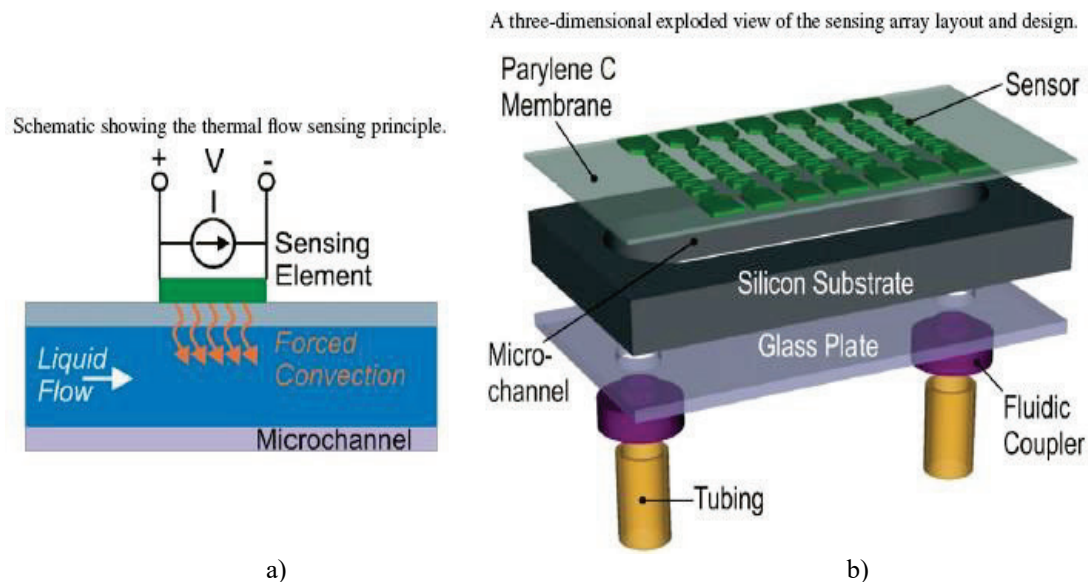 A three-dimensional exploded view of the sensing array layout and design.
Parylene C
Membrane
Sensor
Silicon Substrate
Micro-
channel
Glass Plate
Fluidic
Coupler
Tubing
b)
Schematic showing the thermal flow sensing principle.
+
V
-
I
Sensing
Element
Liquid
Flow
Forced
Convection
Microchannel
a)